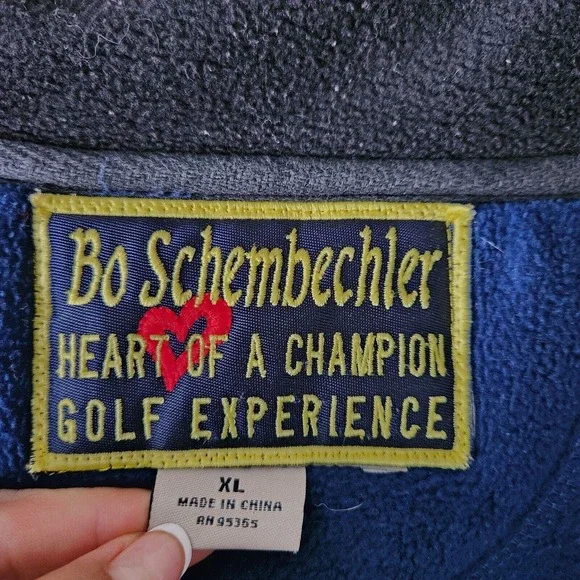 Bo Schembechler
HEART OF A CHAMPION
GOLF EXPERIENCE
XL
MADE IN CHINA
RN 95365